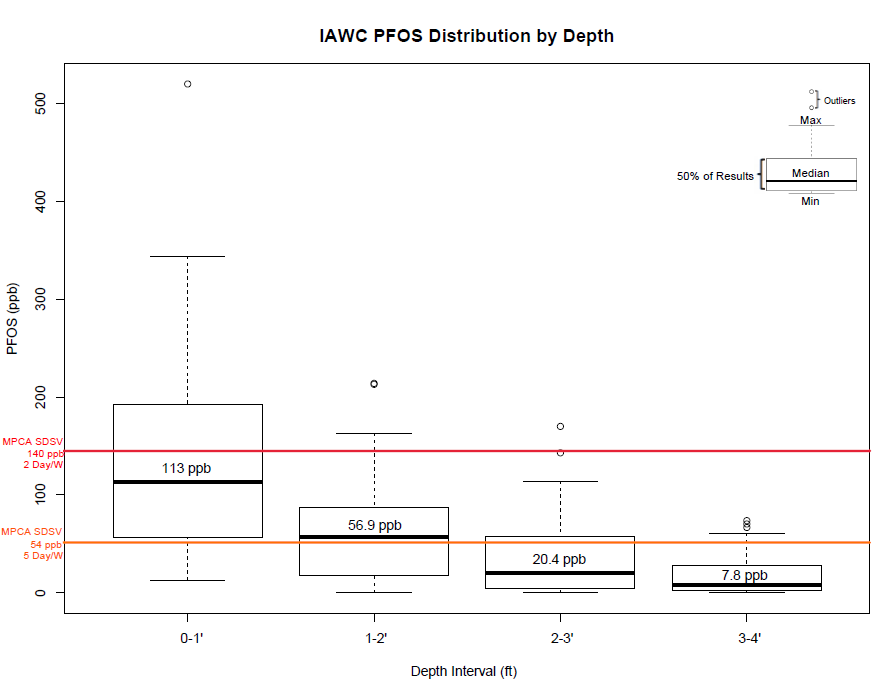 IAWC PFOS Distribution by Depth
Outliers
Max
50% of Results
Median
Min
PFOS (ppb)
500
400
300
200
100
0
MPCA SDSV
140 ppb
2 Day/W
MPCA SDSV
54 ppb
5 Day/W
113 ppb
56.9 ppb
20.4 ppb
7.8 ppb
0-1'
1-2'
2-3'
3-4'
Depth Interval (ft)